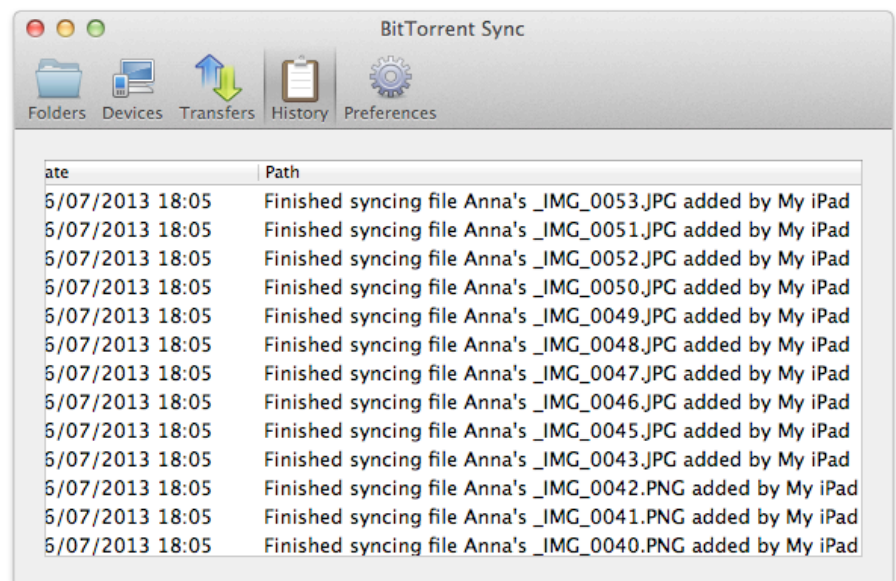 BitTorrent Sync
Folders Devices Transfers History Preferences
ate Path
6/07/2013 18:05 Finished syncing file Anna's _IMG_0053.JPG added by My iPad
6/07/2013 18:05 Finished syncing file Anna's _IMG_0051.JPG added by My iPad
6/07/2013 18:05 Finished syncing file Anna's _IMG_0052.JPG added by My iPad
6/07/2013 18:05 Finished syncing file Anna's _IMG_0050.JPG added by My iPad
6/07/2013 18:05 Finished syncing file Anna's _IMG_0049.JPG added by My iPad
6/07/2013 18:05 Finished syncing file Anna's _IMG_0048.JPG added by My iPad
6/07/2013 18:05 Finished syncing file Anna's _IMG_0047.JPG added by My iPad
6/07/2013 18:05 Finished syncing file Anna's _IMG_0046.JPG added by My iPad
6/07/2013 18:05 Finished syncing file Anna's _IMG_0045.JPG added by My iPad
6/07/2013 18:05 Finished syncing file Anna's _IMG_0043.JPG added by My iPad
6/07/2013 18:05 Finished syncing file Anna's _IMG_0042.PNG added by My iPad
6/07/2013 18:05 Finished syncing file Anna's _IMG_0041.PNG added by My iPad
6/07/2013 18:05 Finished syncing file Anna's _IMG_0040.PNG added by My iPad